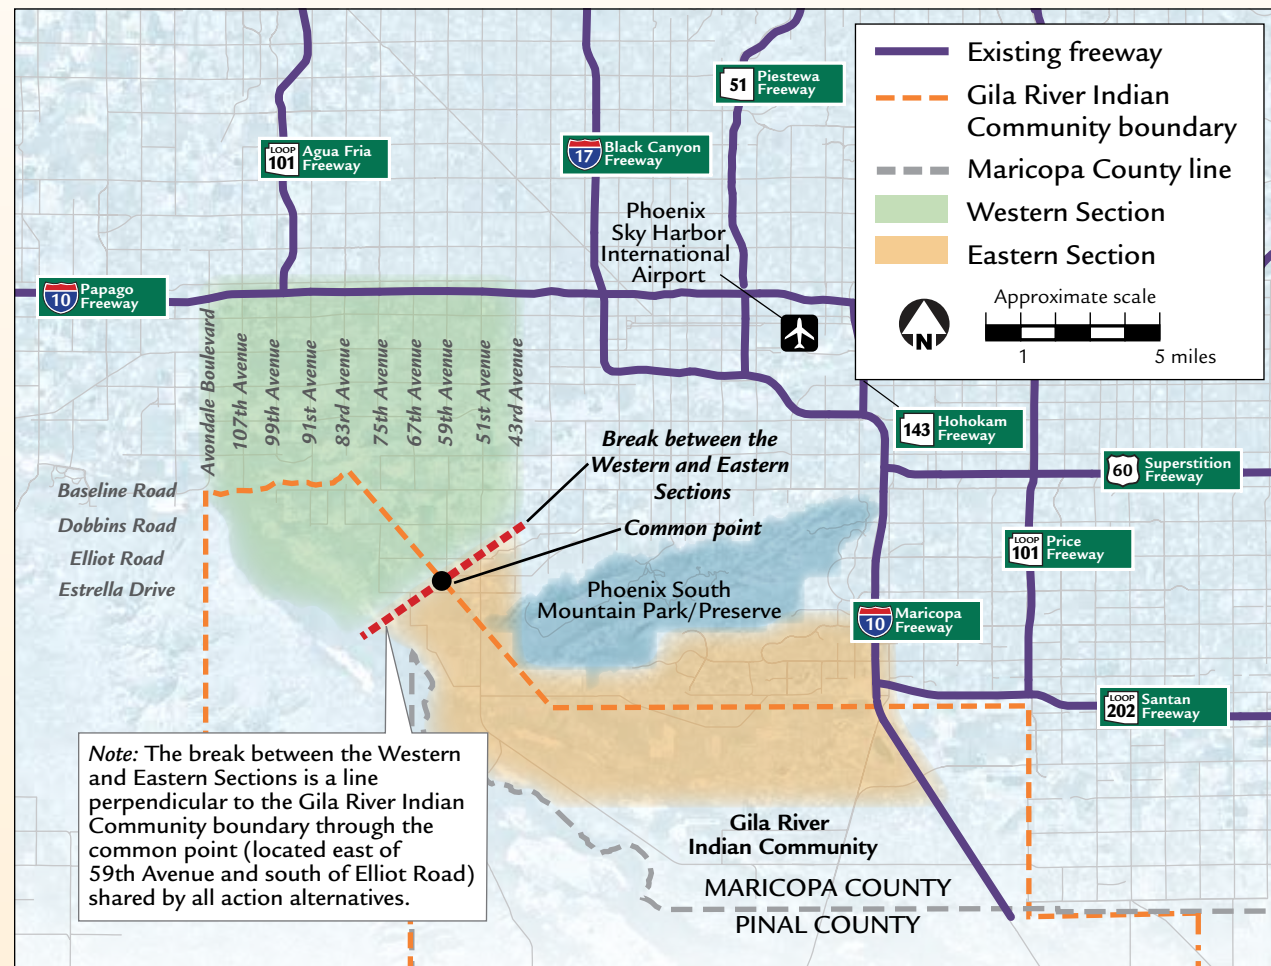 Existing freeway
Gila River Indian
Community boundary
Maricopa County line
Western Section
Eastern Section
N
Approximate scale
1
5 miles
51
Piestewa
Freeway
LOOP
101
Agua Fria
Freeway
17
Black Canyon
Freeway
Phoenix
Sky Harbor
International
Airport
10
Papago
Freeway
Avondale Boulevard
107th Avenue
99th Avenue
91st Avenue
83rd Avenue
75th Avenue
67th Avenue
59th Avenue
51st Avenue
43rd Avenue
143
Hohokam
Freeway
60
Superstition
Freeway
Break between the
Western and Eastern
Sections
Common point
Baseline Road
Dobbins Road
Elliot Road
Estrella Drive
LOOP
101
Price
Freeway
Phoenix South
Mountain Park/Preserve
10
Maricopa
Freeway
LOOP
202
Santan
Freeway
Note: The break between the Western
and Eastern Sections is a line
perpendicular to the Gila River Indian
Community boundary through the
common point (located east of
59th Avenue and south of Elliot Road)
shared by all action alternatives.
Gila River
Indian Community
MARICOPA COUNTY
PINAL COUNTY